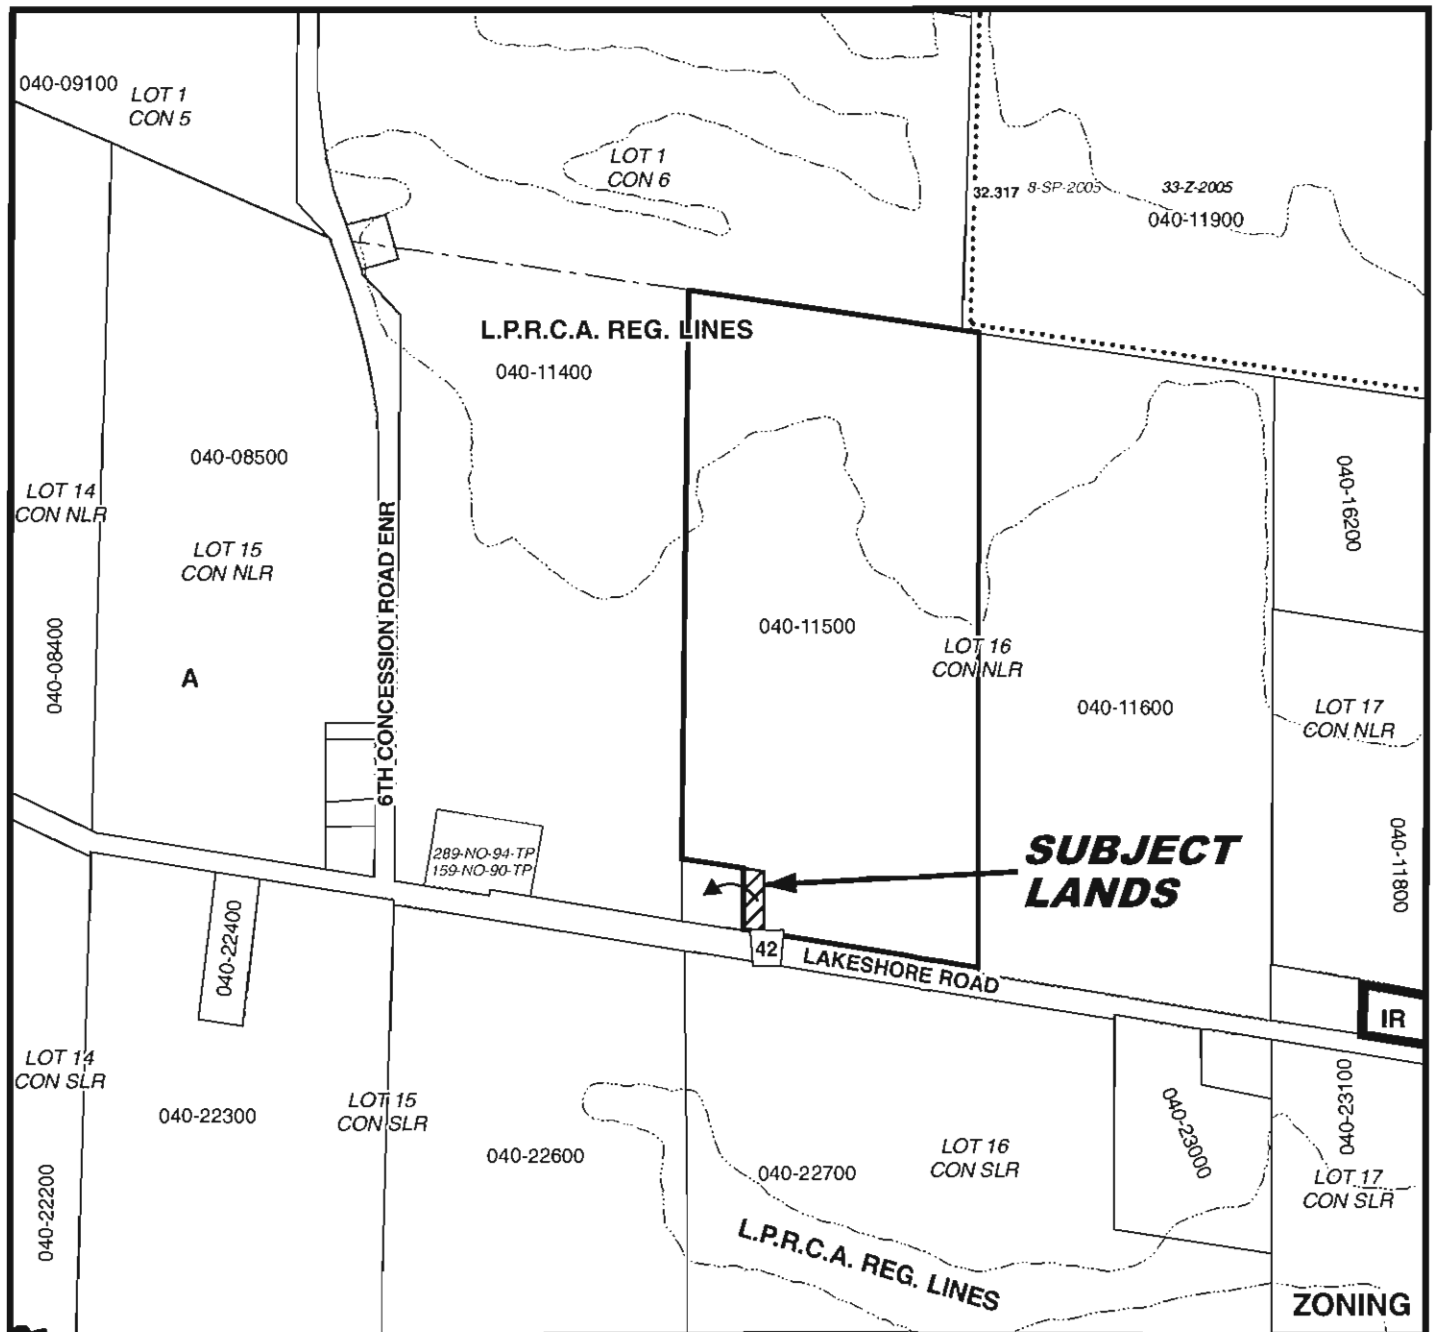 040-09100
LOT 1
CON 5
LOT 1
CON 6
32.317
8-SP-2005
33-Z-2005
040-11900
L.P.R.C.A. REG. LINES
040-11400
040-08500
LOT 14
CON NLR
040-16200
LOT 15
CON NLR
6TH CONCESSION ROAD ENR
040-08400
040-11500
LOT 16
CON NLR
A
040-11600
LOT 17
CON NLR
289-NO-94-TP
159-NO-90-TP
SUBJECT
LANDS
040-11800
040-22400
42
LAKESHORE ROAD
IR
LOT 14
CON SLR
040-22300
LOT 15
CON SLR
040-22600
040-22700
LOT 16
CON SLR
040-23000
040-23100
LOT 17
CON SLR
040-22200
L.P.R.C.A. REG. LINES
ZONING